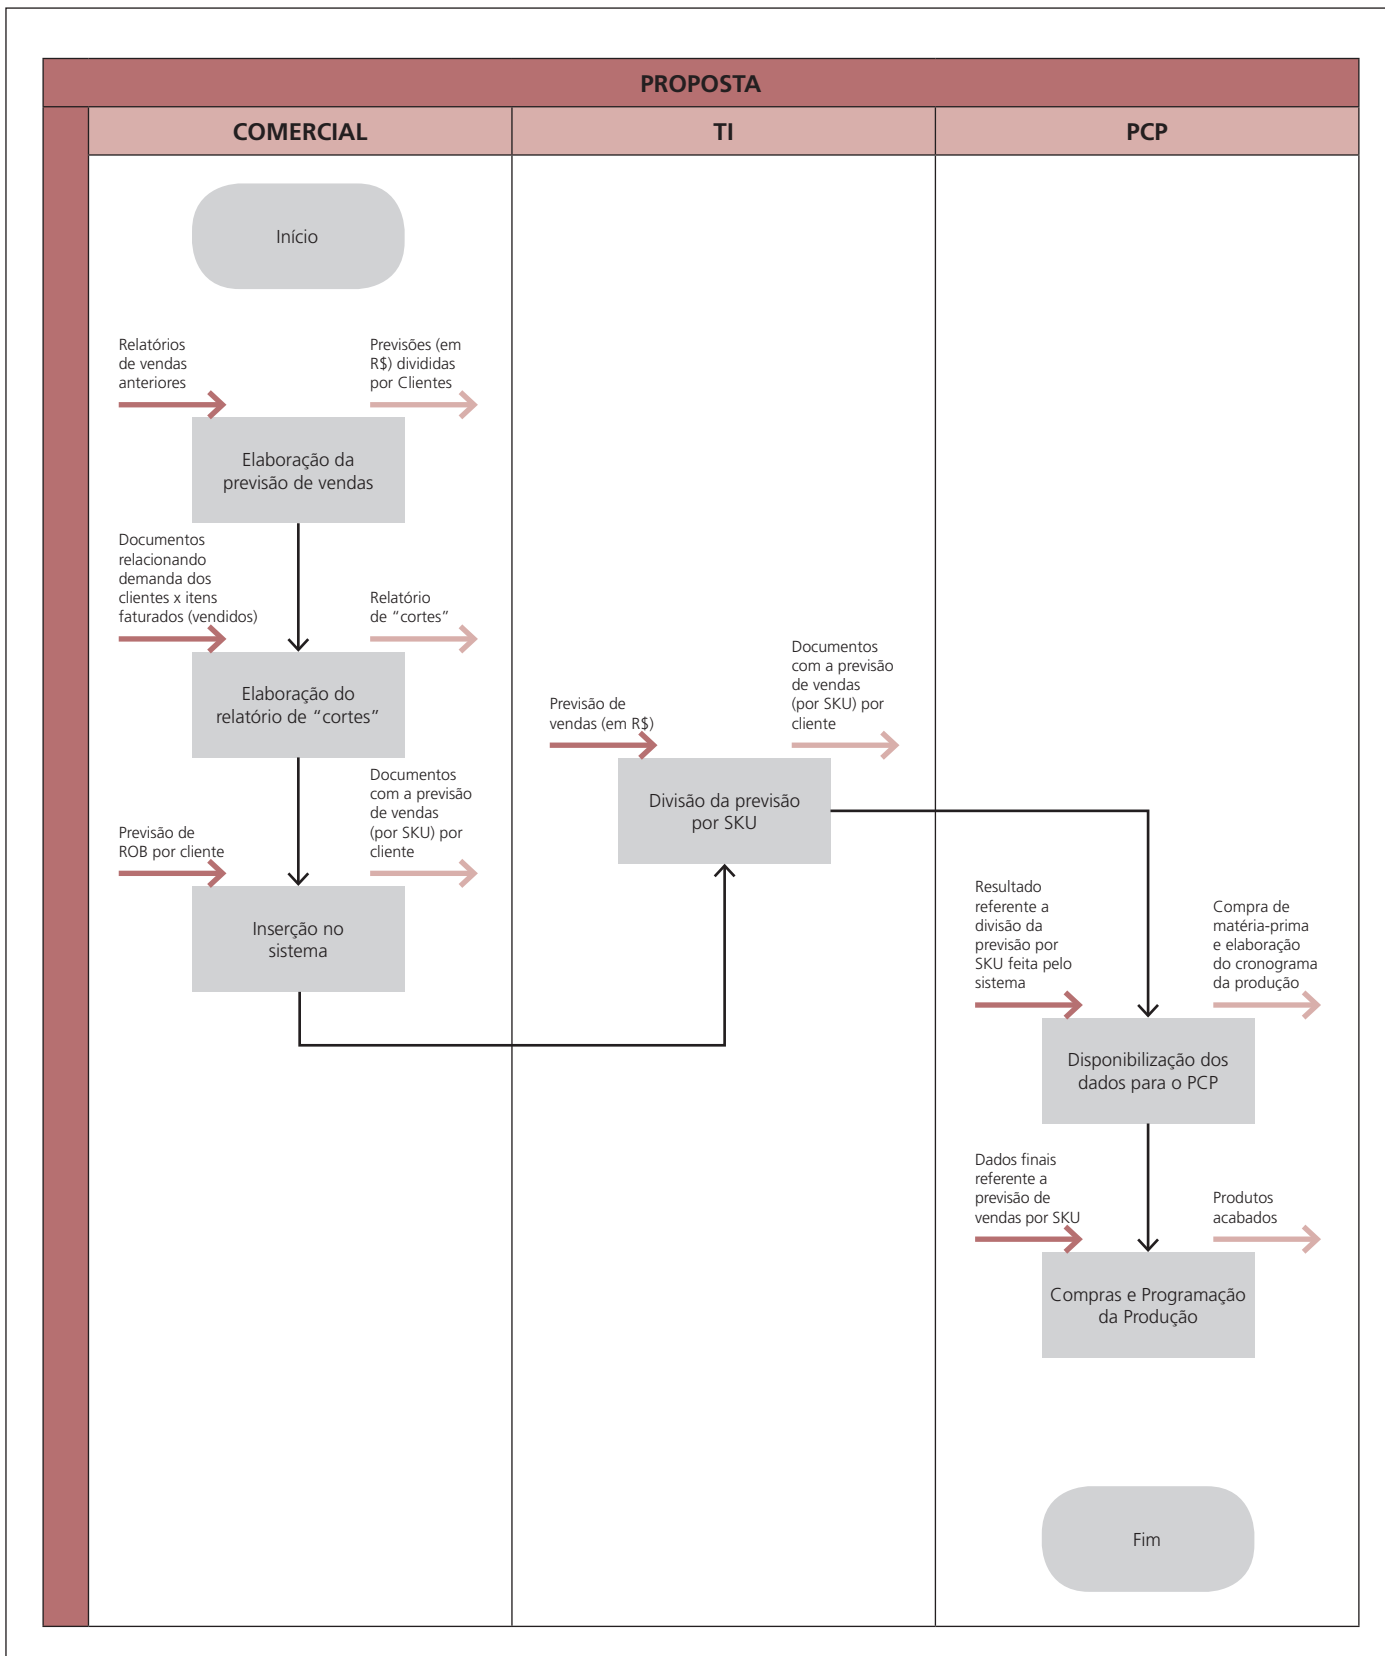 PROPOSTA
COMERCIAL
TI
PCP
Início
Relatórios
de vendas
anteriores
Previsões (em
R$) divididas
por Clientes
Elaboração da
previsão de vendas
Documentos
relacionando
demanda dos
clientes x itens
faturados (vendidos)
Relatório
de “cortes”
Elaboração do
relatório de “cortes”
Previsão de
ROB por cliente
Documentos
com a previsão
de vendas
(por SKU) por
cliente
Inserção no
sistema
Previsão de
vendas (em R$)
Documentos
com a previsão
de vendas
(por SKU) por
cliente
Divisão da previsão
por SKU
Resultado
referente a
divisão da
previsão por
SKU feita pelo
sistema
Compra de
matéria-prima
e elaboração
do cronograma
da produção
Disponibilização dos
dados para o PCP
Dados finais
referente a
previsão de
vendas por SKU
Produtos
acabados
Compras e Programação
da Produção
Fim